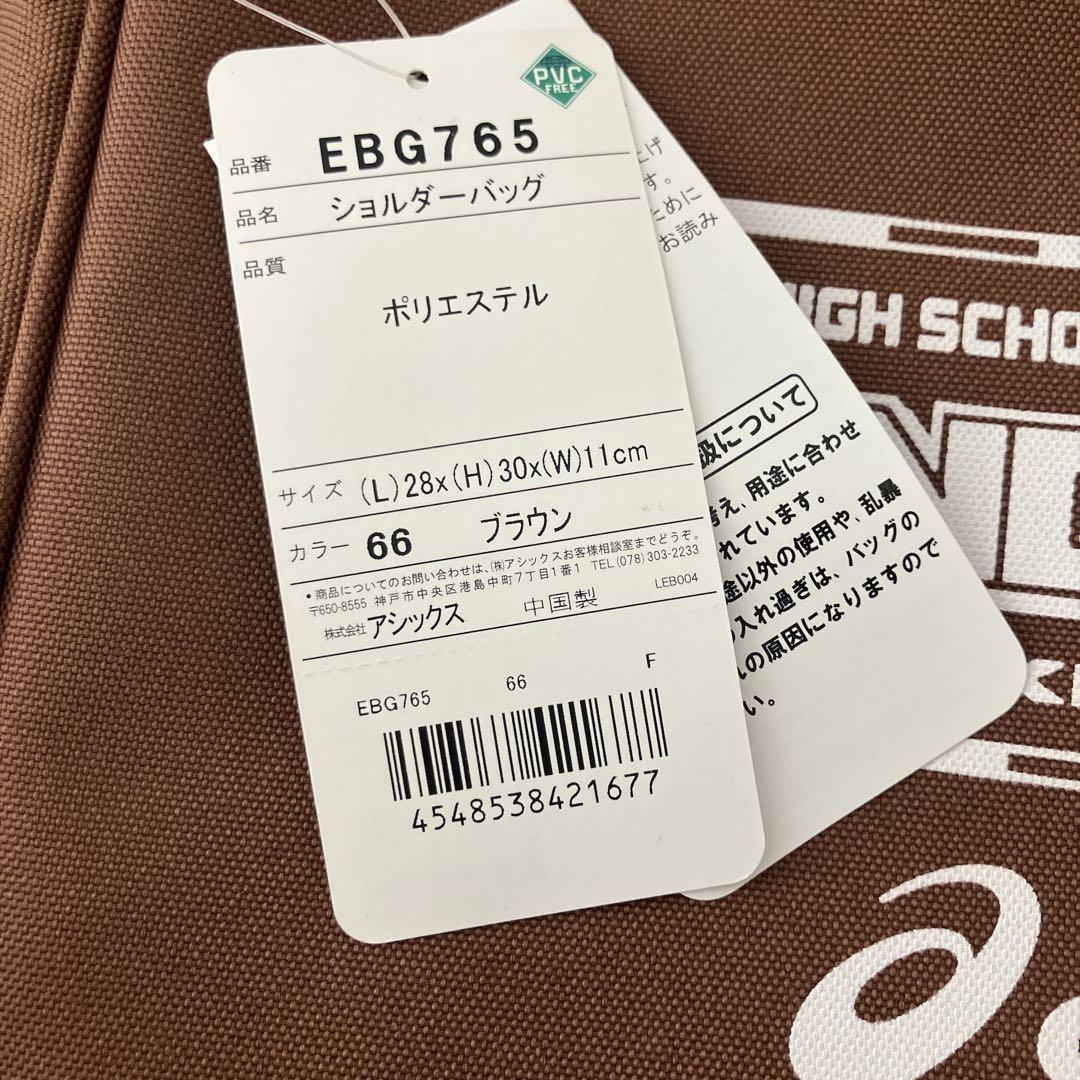 PVC
FREE
品番 EBG765
品名 ショルダーバッグ
品質
ポリエステル
サイズ (L)28x(H)30x(W)11cm
カラー 66 ブラウン
•商品についてのお問い合わせは、(株)アシックスお客様相談室までどうぞ。
〒650-8555 神戸市中央区港島中町7丁目1番1 TEL(078)303-2233
株式会社アシックス 中国製 LEB004
EBG765 66 F
4548538421677
げ
す。
ために
お読み
扱について
考え、用途に合わせ
れています。
途以外の使用や、乱暴
入れ過ぎは、バッグの
の原因になりますので
い。
HIGH SCHO